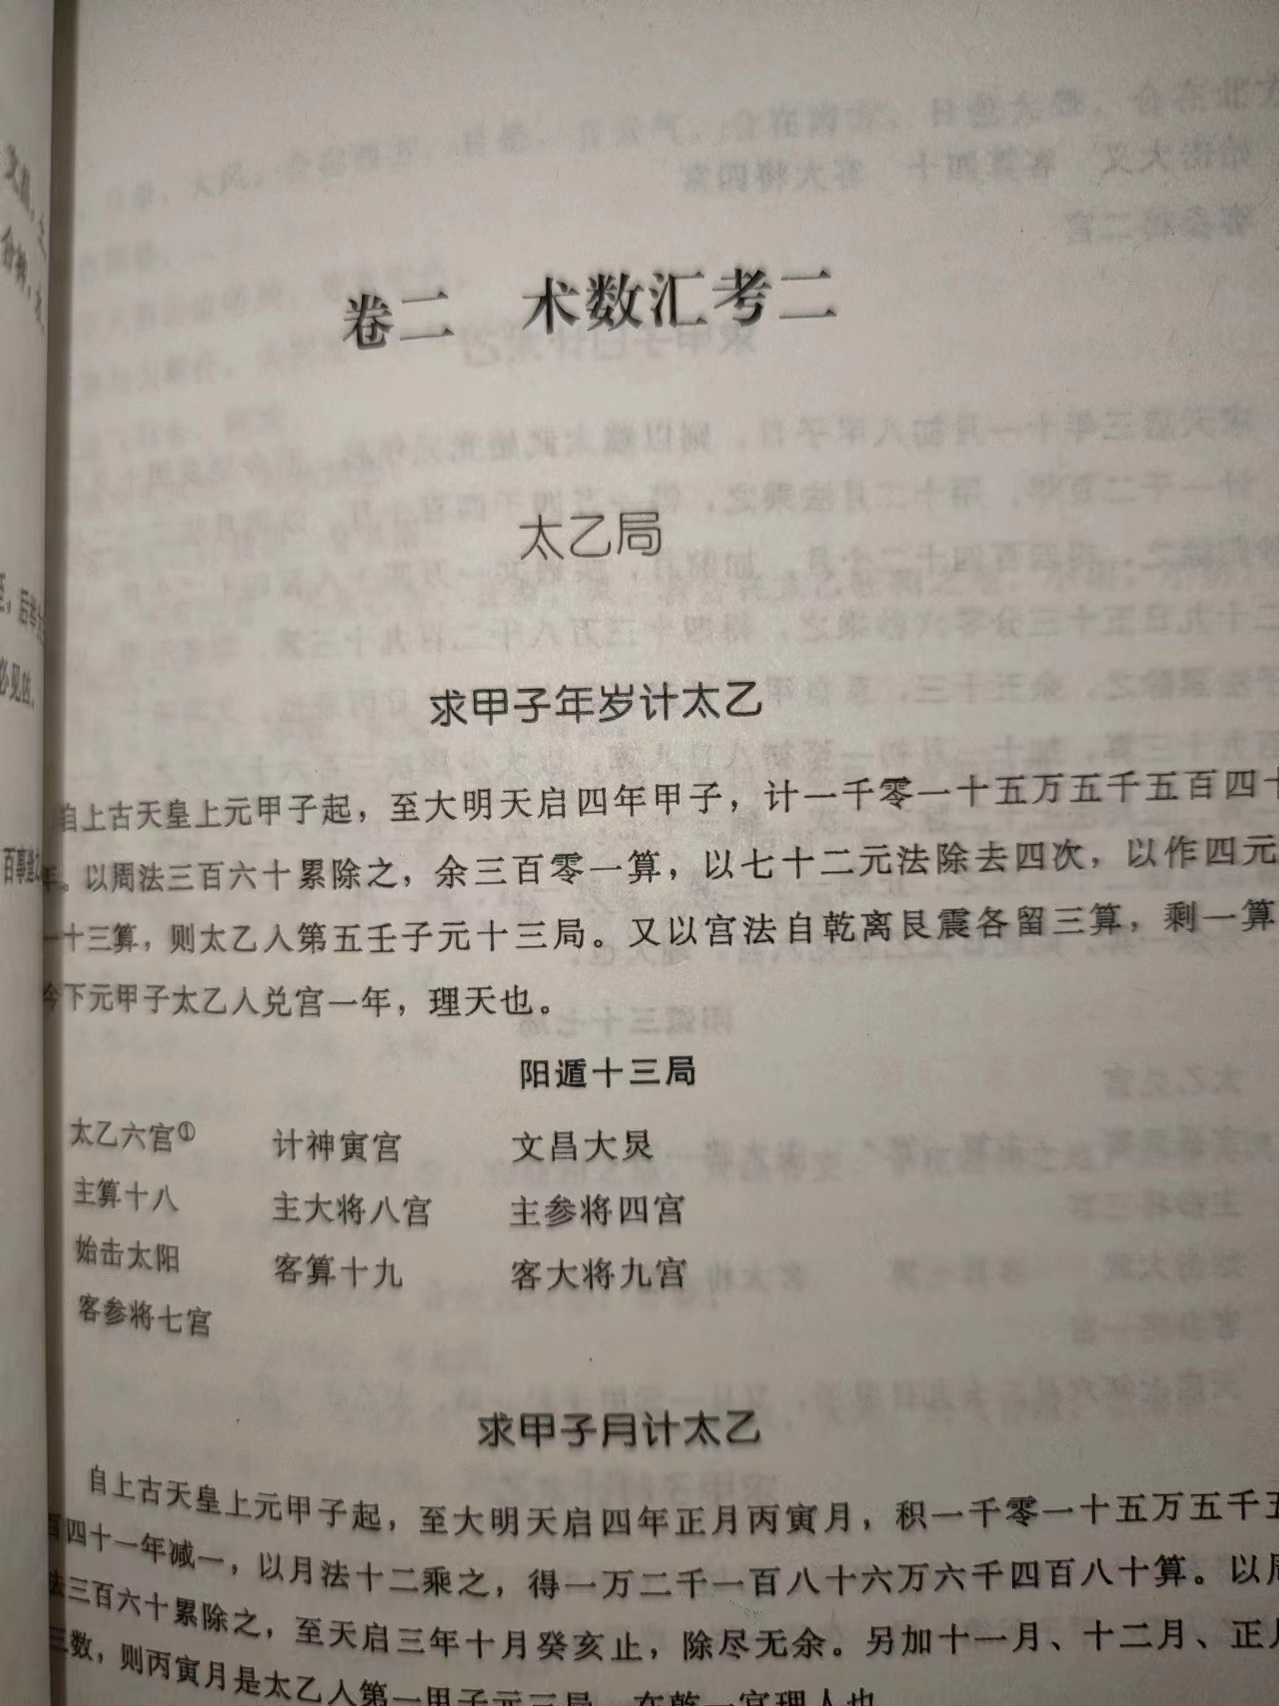 卷二 术数汇考二
太乙局
求甲子年岁计太乙
自上古天皇上元甲子起，至大明天启四年甲子，计一千零一十五万五千五百四十
年。以周法三百六十累除之，余三百零一算，以七十二元法除去四次，以作四元
一十三算，则太乙入第五壬子元十三局。又以宫法自乾离艮震各留三算，剩一算
今下元甲子太乙人兑宫一年，理天也。
阳遁十三局
太乙六宫① 计神寅宫 文昌大炅
主算十八 主大将八宫 主参将四宫
始击太阳 客算十九 客大将九宫
客参将七宫
求甲子月计太乙
自上古天皇上元甲子起，至大明天启四年正月丙寅月，积一千零一十五万五千五
百四十一年减一，以月法十二乘之，得一万二千一百八十六万六千四百八十算。以周
法三百六十累除之，至天启三年十月癸亥止，除尽无余。另加十一月、十二月、正月
三数，则丙寅月是太乙人第一甲子元三局，在乾一宫理人也